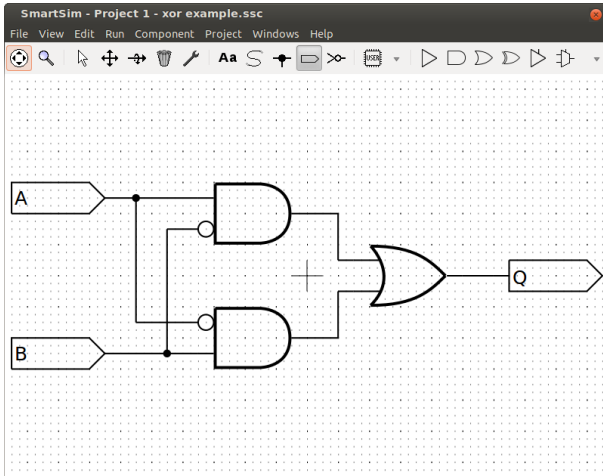 SmartSim - Project 1 - xor example.ssc
File View Edit Run Component Project Windows Help
Aa USER
A
Q
B